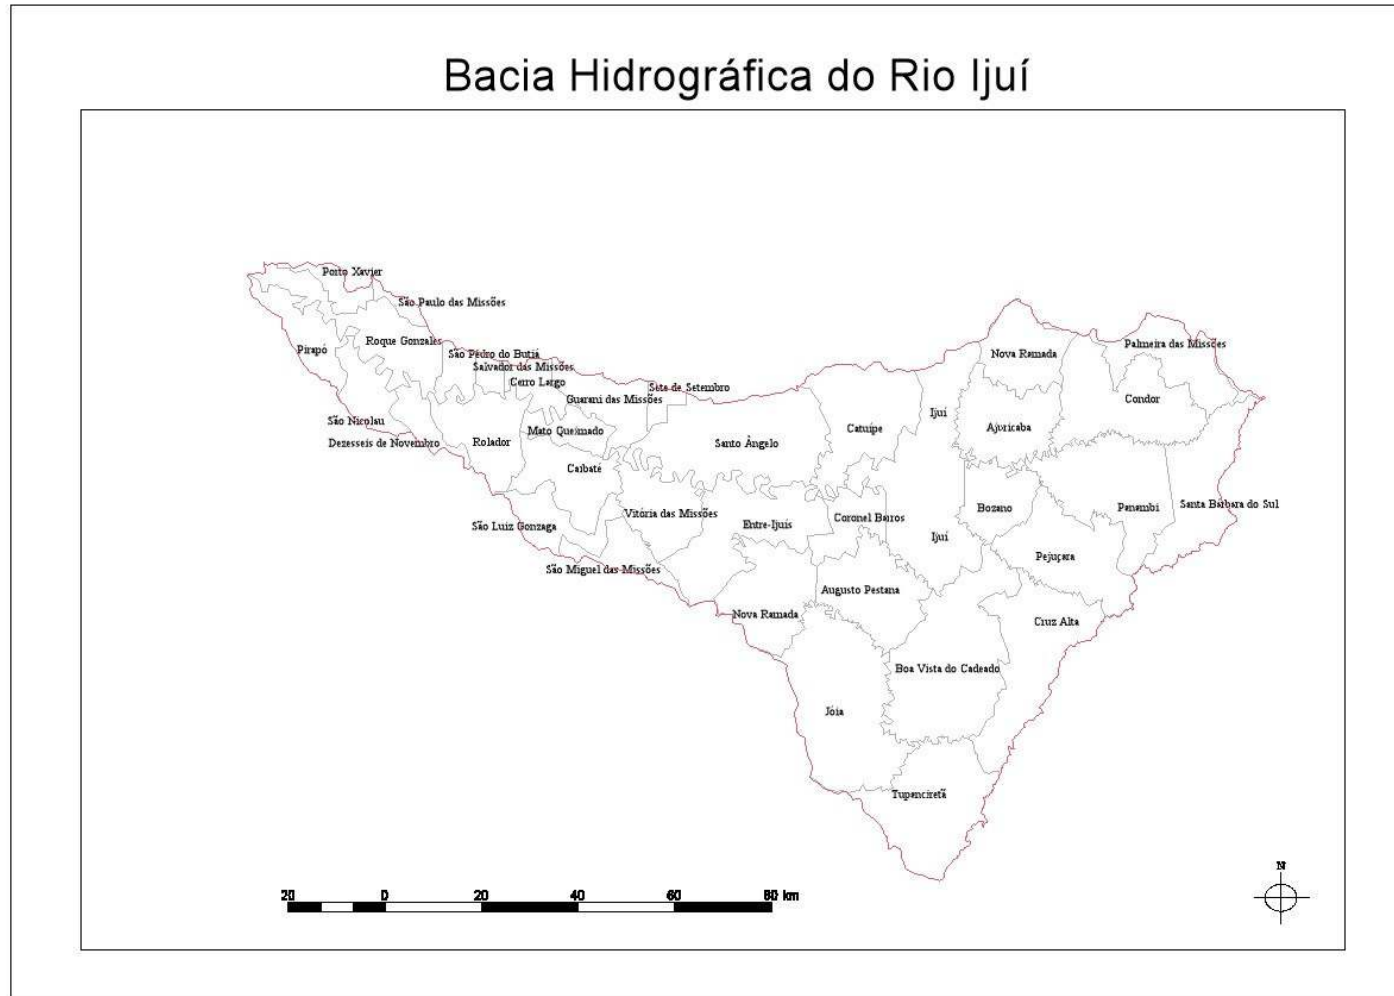 Bacia Hidrográfica do Rio Ijuí
Porto Xavier
São Paulo das Missões
Nova Ramada
Palmeira das Missões
Roque Gonzales
Pirapó
São Pedro do Butiá
Salvador das Missões
Cerro Largo
Sete de Setembro
Guarani das Missões
Condor
Ijuí
São Nicolau
Catuípe
Ajuricaba
Mato Queimado
Dezesseis de Novembro
Rolador
Santo Ângelo
Caibaté
Santa Bárbara do Sul
Panambi
Bozano
Vitória das Missões
Coronel Barros
São Luiz Gonzaga
Entre-Ijuís
Ijuí
Pejuçara
São Miguel das Missões
Augusto Pestana
Nova Ramada
Cruz Alta
Boa Vista do Cadeado
Jóia
Tupanciretã
N
20 0 20 40 60 80 km